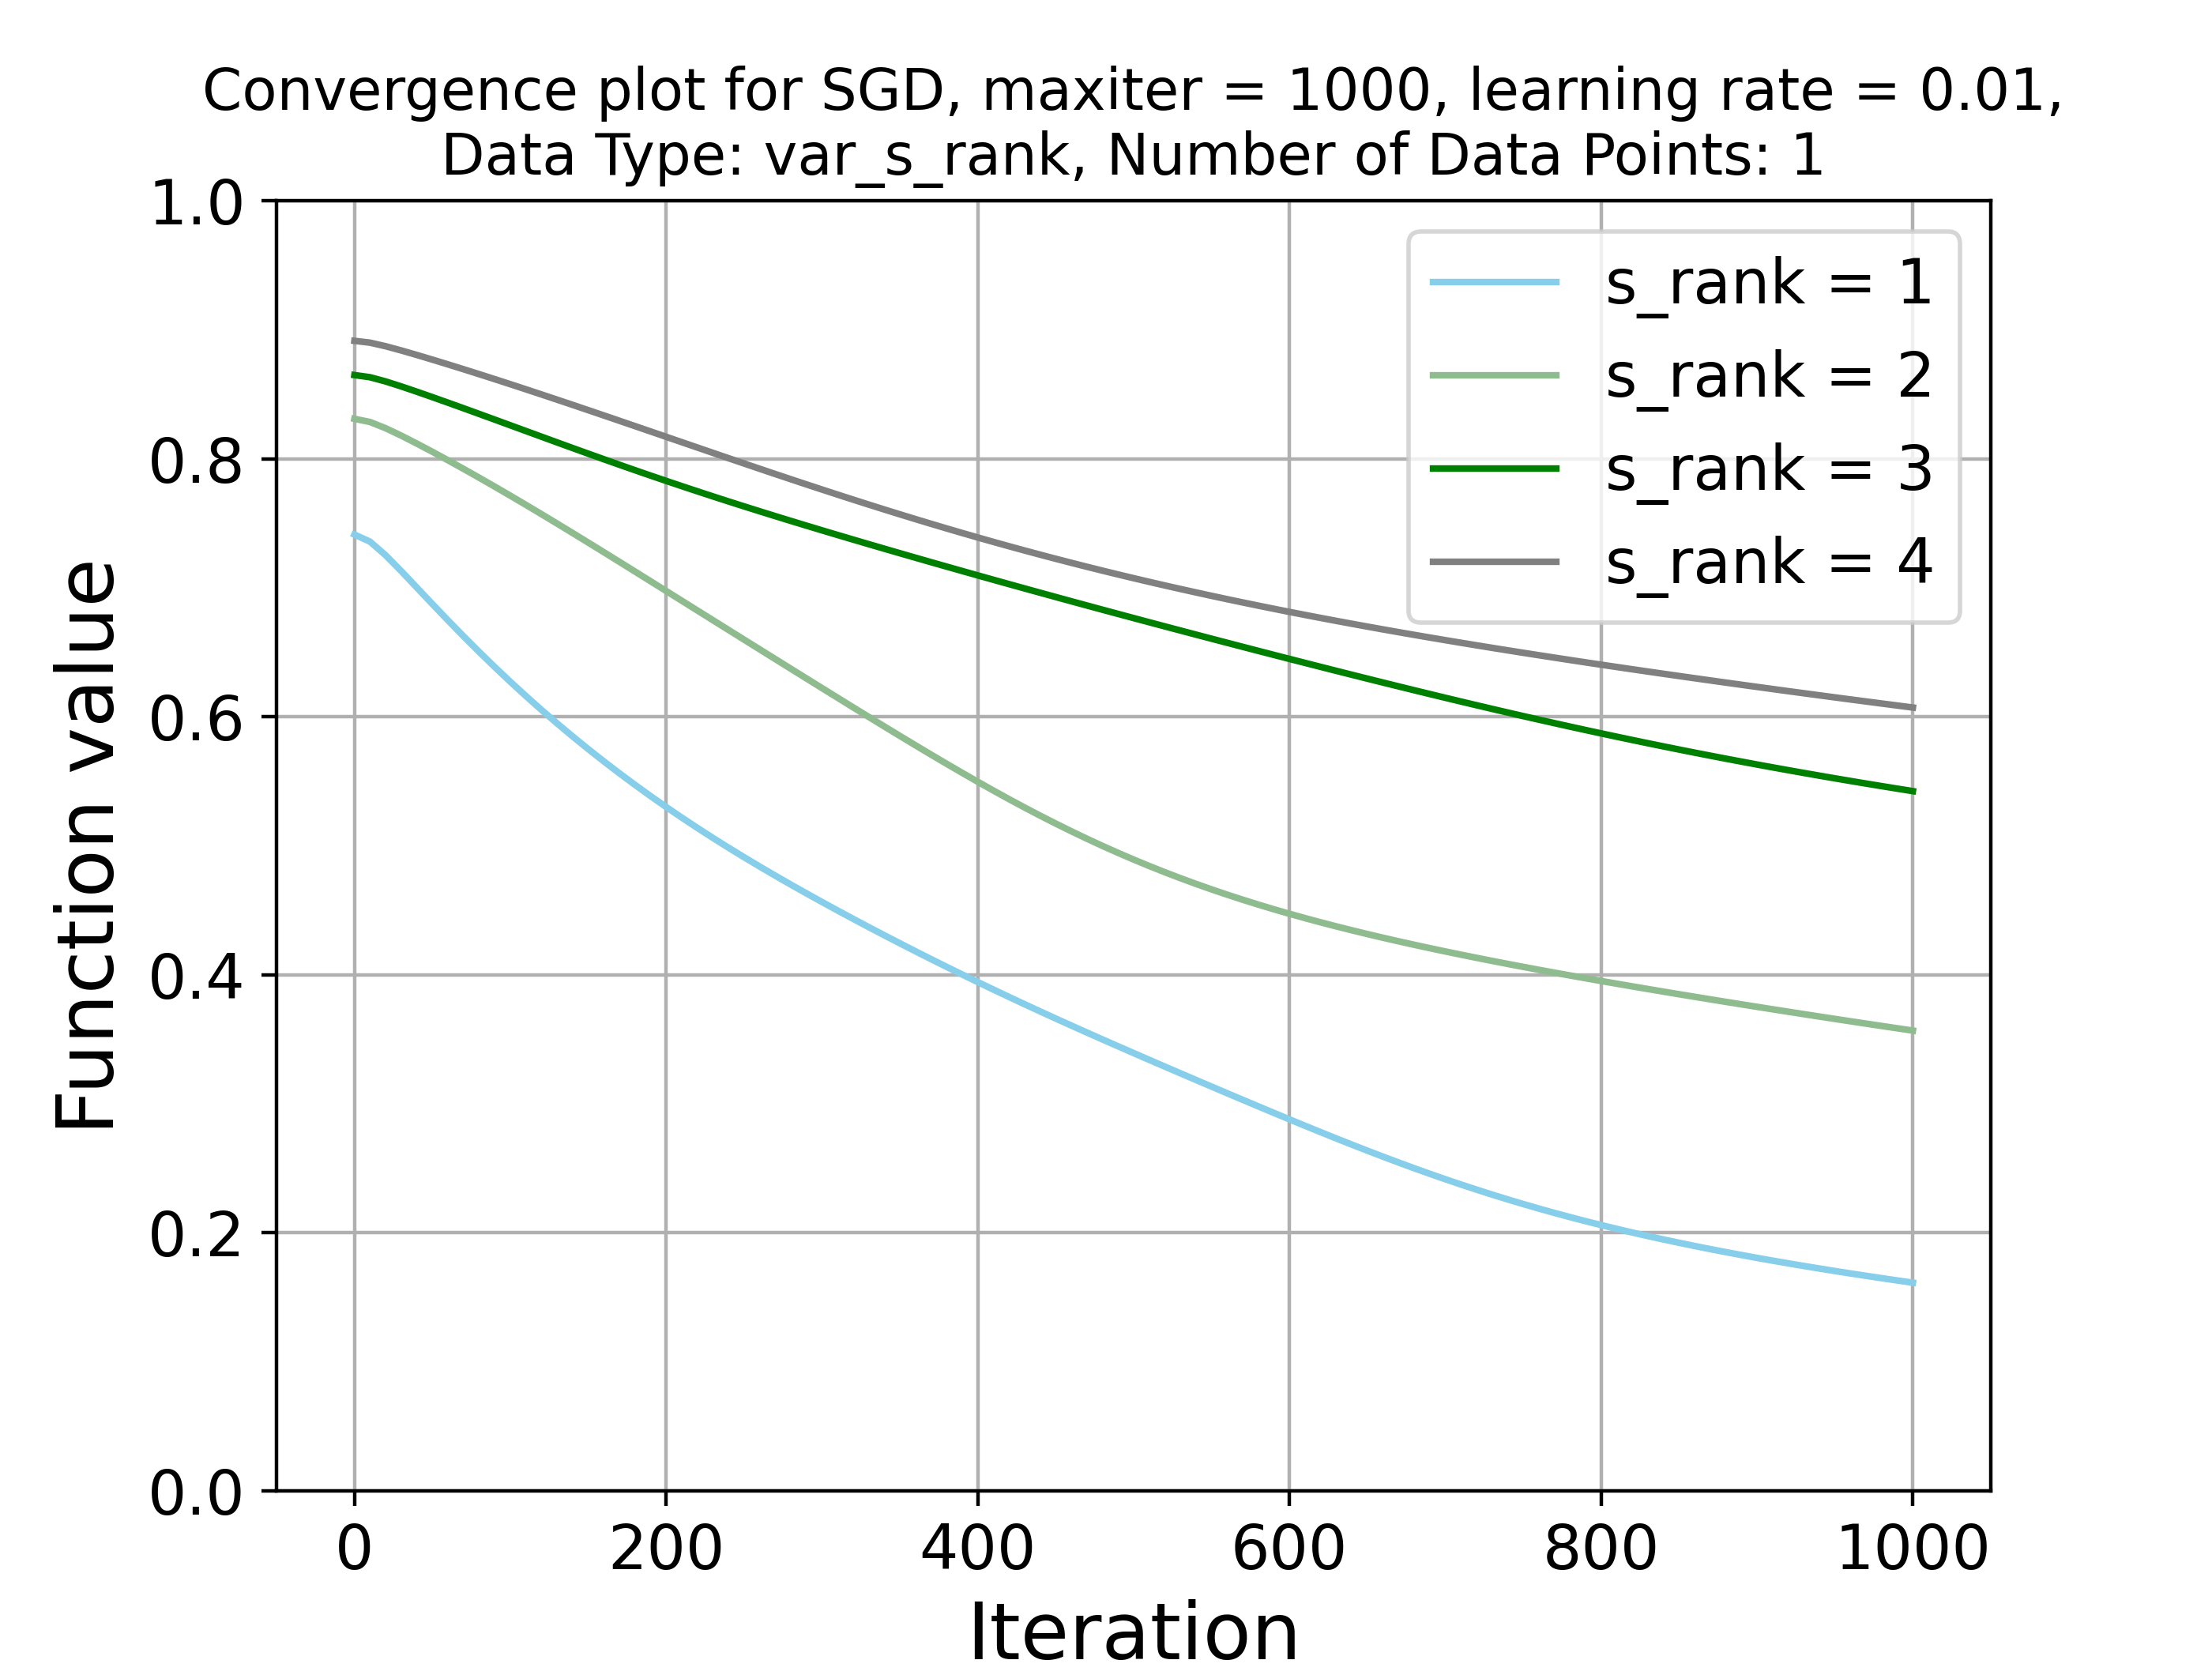 Convergence plot for SGD, maxiter = 1000, learning rate = 0.01,
Data Type: var_s_rank, Number of Data Points: 1
1.0
0.8
0.6
0.4
0.2
0.0
Function value
s_rank = 1
s_rank = 2
s_rank = 3
s_rank = 4
0 200 400 600 800 1000
Iteration